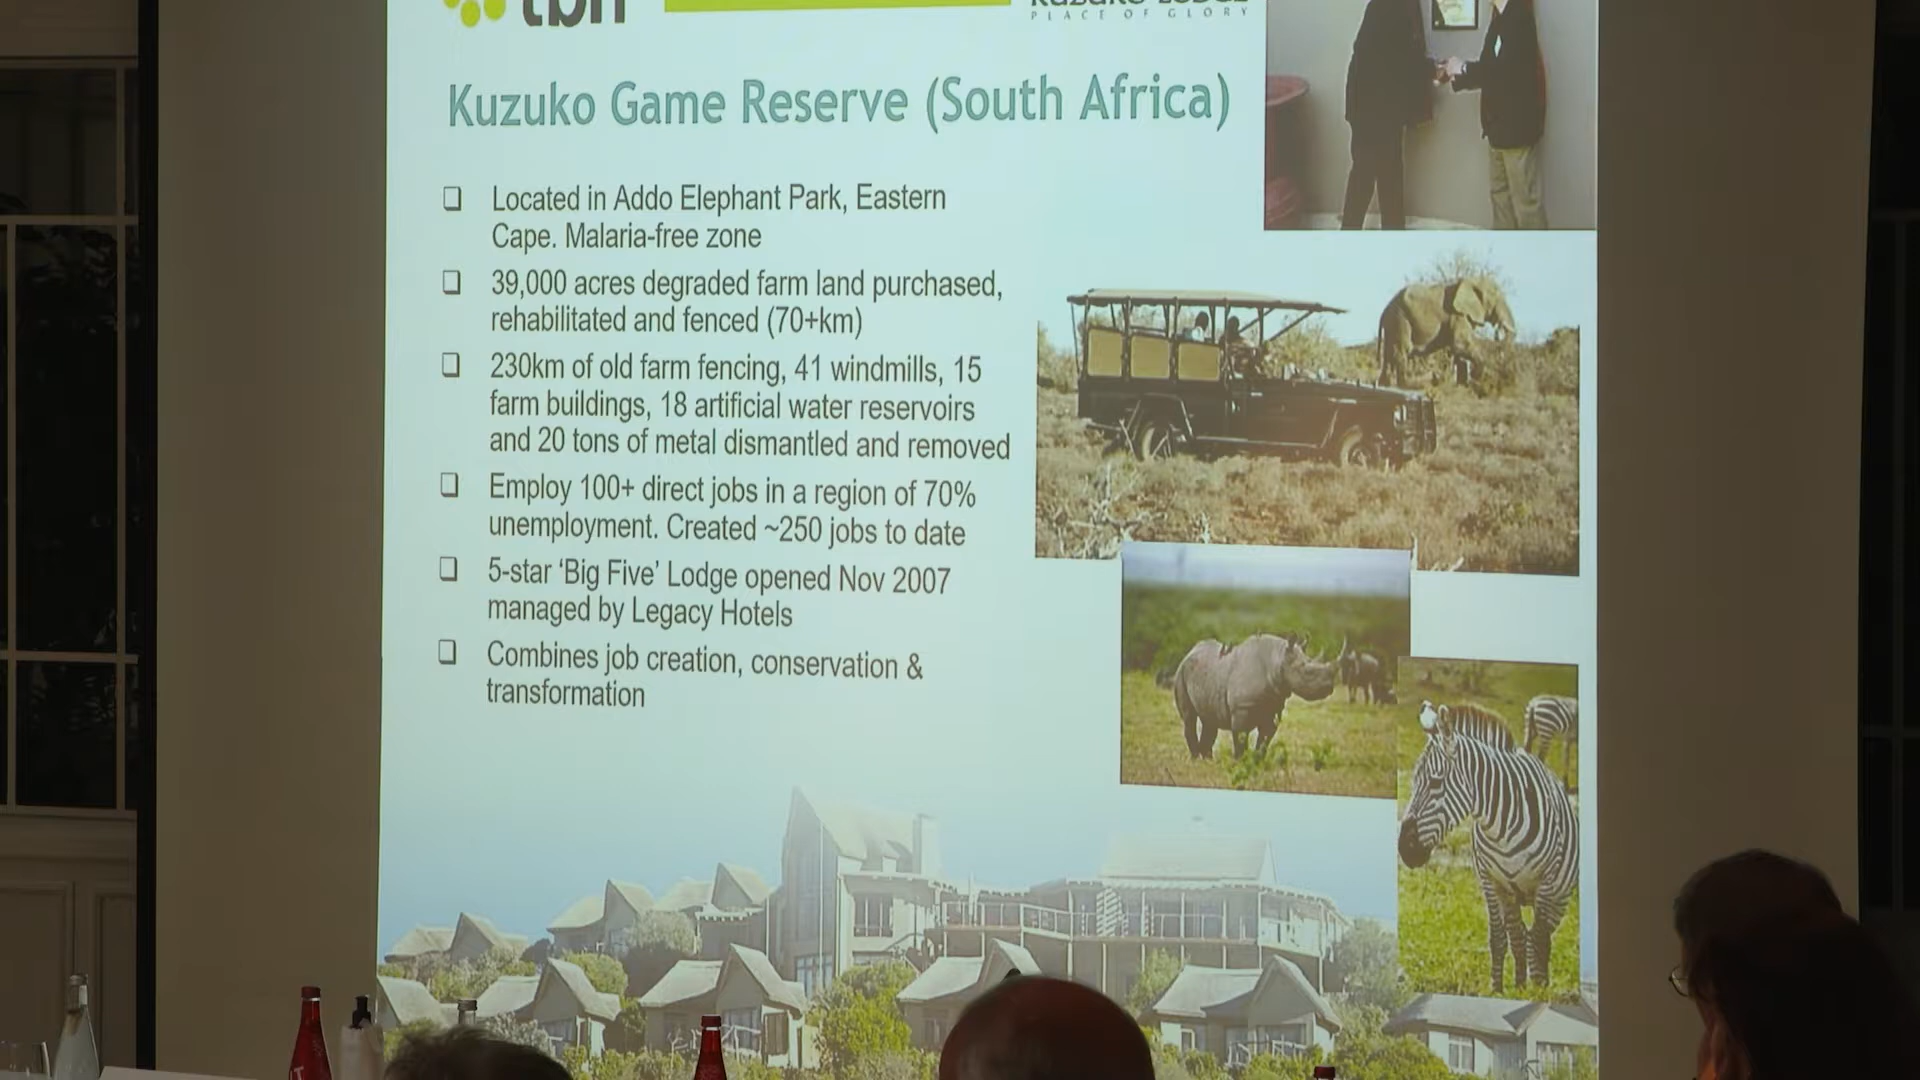 tbn
KUZUKO LODGE
PLACE OF GLORY
Kuzuko Game Reserve (South Africa)
❑ Located in Addo Elephant Park, Eastern
Cape. Malaria-free zone
❑ 39,000 acres degraded farm land purchased,
rehabilitated and fenced (70+km)
❑ 230km of old farm fencing, 41 windmills, 15
farm buildings, 18 artificial water reservoirs
and 20 tons of metal dismantled and removed
❑ Employ 100+ direct jobs in a region of 70%
unemployment. Created ~250 jobs to date
❑ 5-star ‘Big Five’ Lodge opened Nov 2007
managed by Legacy Hotels
❑ Combines job creation, conservation &
transformation